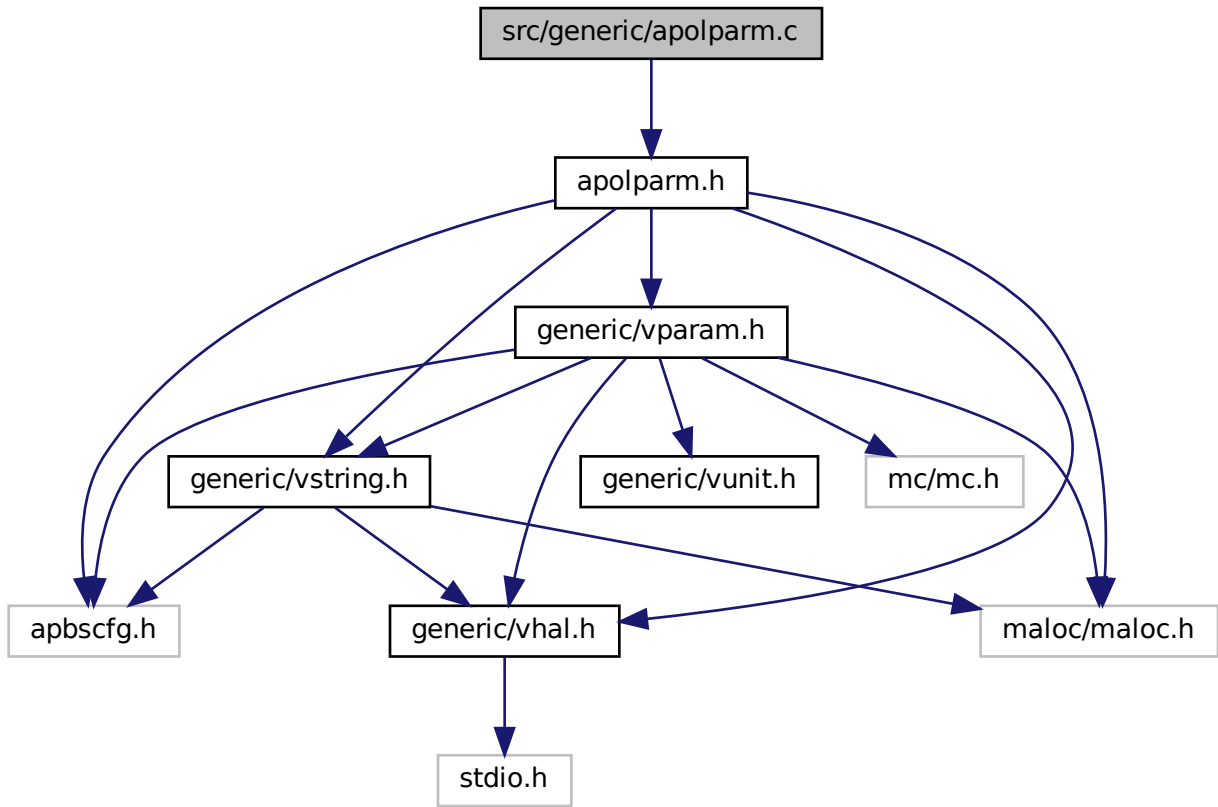 src/generic/apolparm.c
apolparm.h
generic/vparam.h
generic/vstring.h
generic/vunit.h
mc/mc.h
apbscfg.h
generic/vhal.h
maloc/maloc.h
stdio.h